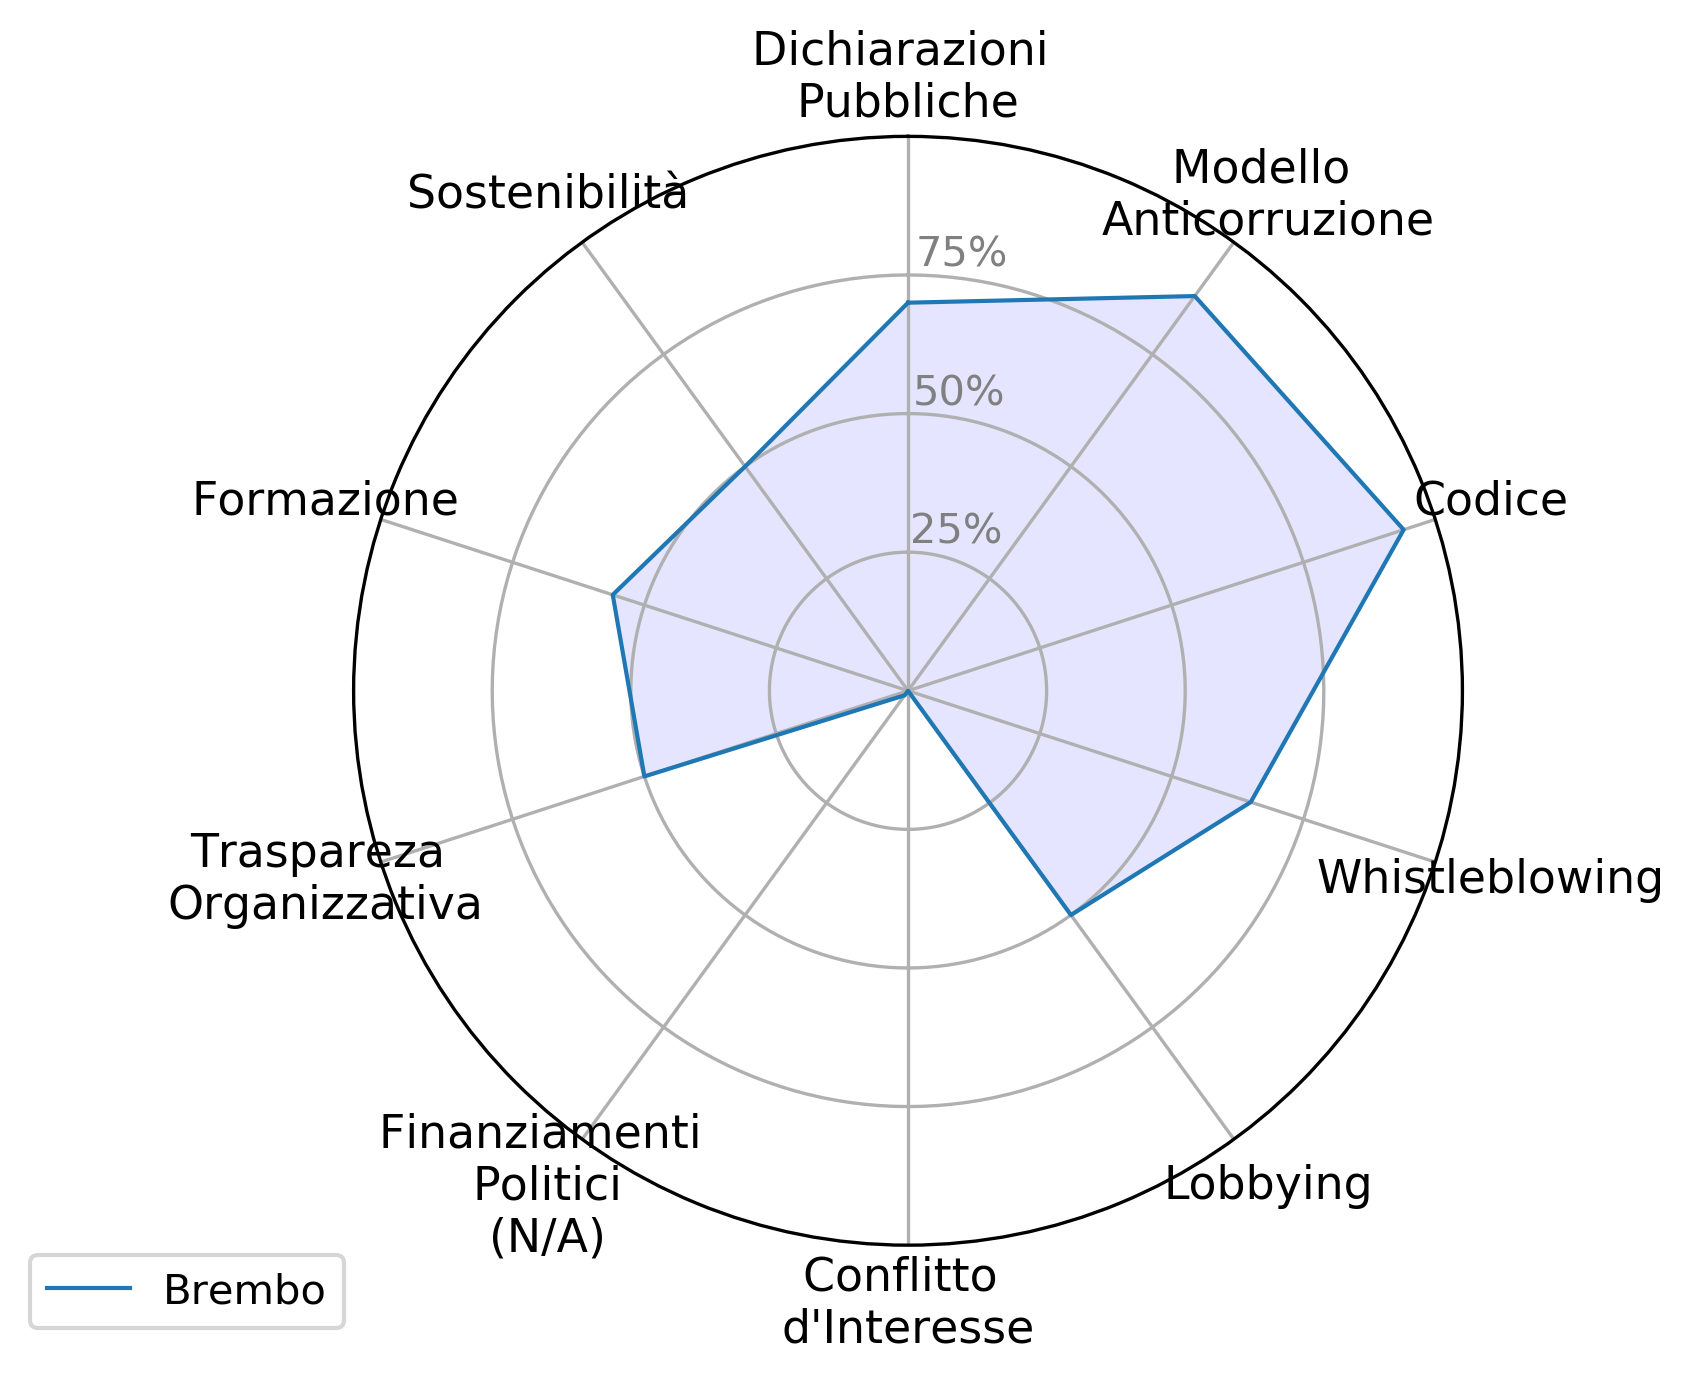 Dichiarazioni
Pubbliche
Modello
Anticorruzione
Sostenibilità
75%
50%
Formazione
Codice
25%
Traspareza
Organizzativa
Whistleblowing
Finanziamenti
Politici
(N/A)
Lobbying
Conflitto
d'Interesse
Brembo